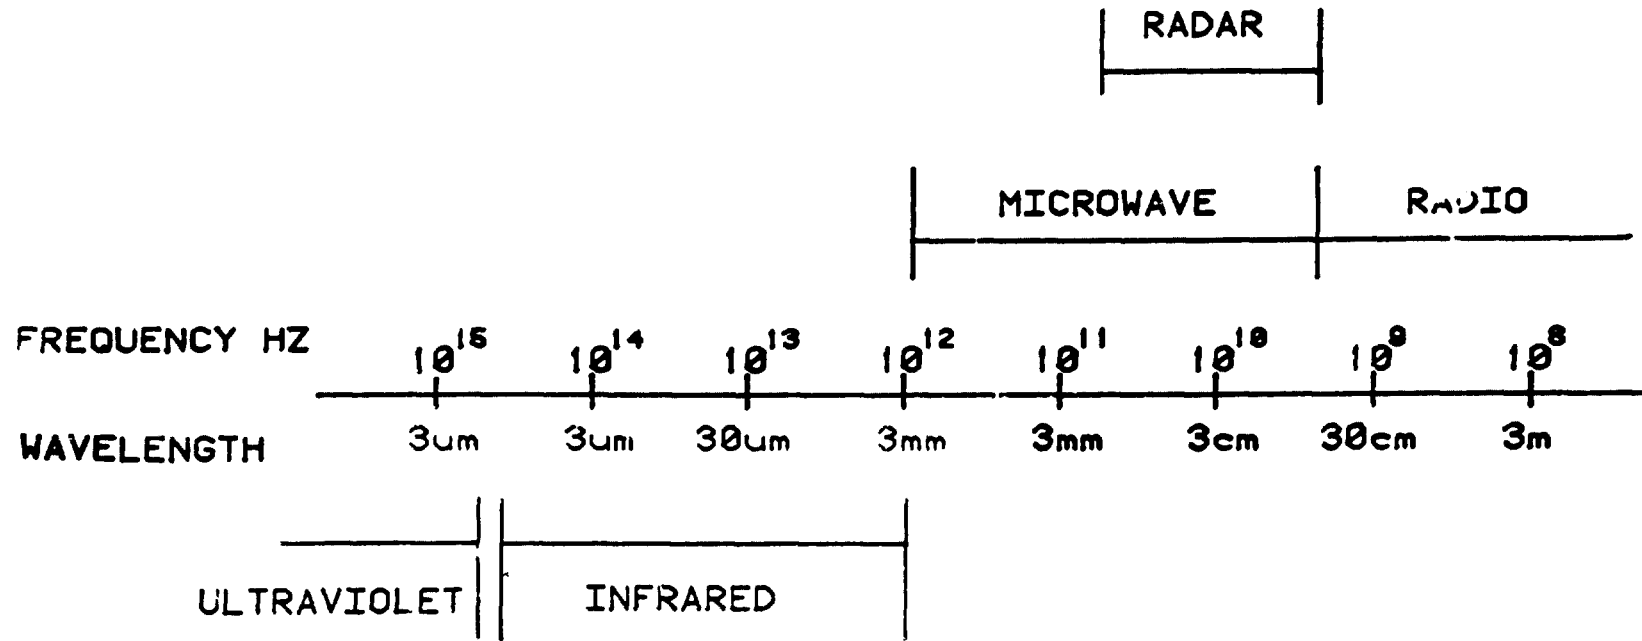 RADAR
MICROWAVE RADIO
FREQUENCY HZ 10^15 10^14 10^13 10^12 10^11 10^10 10^9 10^8
WAVELENGTH 3um 3um 30um 3mm 3mm 3cm 30cm 3m
ULTRAVIOLET INFRARED